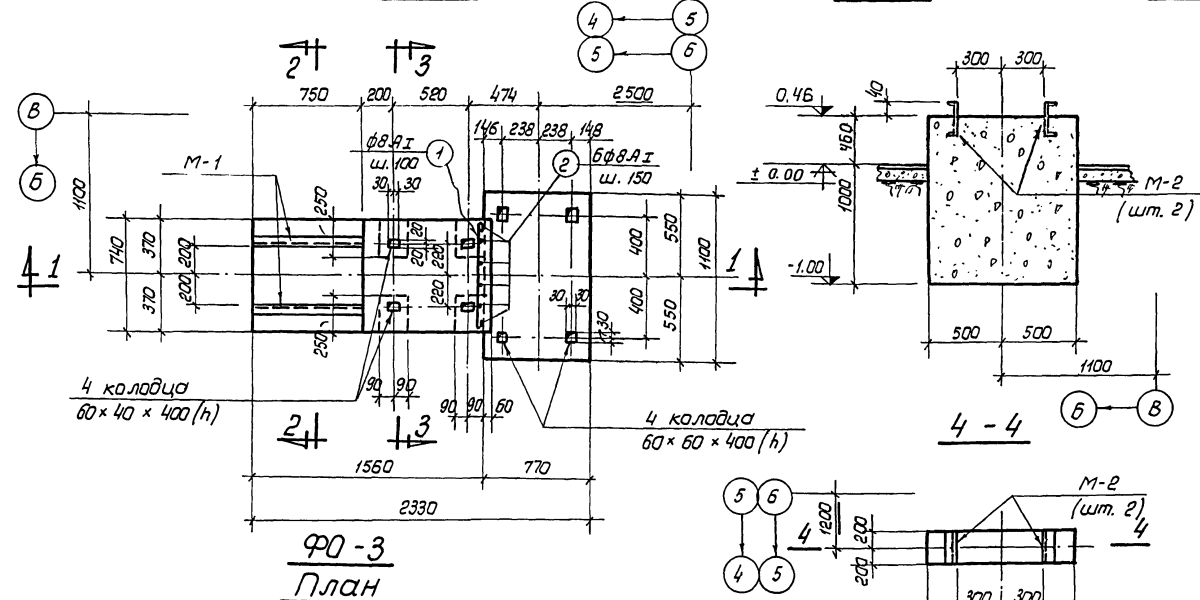 4 5
5 6
2 3
750 200 520 474 2500
146 238 238 148
В
Б
М-1
ф8АI
ш. 100
1
2
6ф8АI
ш. 150
30 30
1100
740
370
370
200
200
250
250
20
20
220
220
400
400
550
550
1100
30 30
30
1 1
4 колодца
60×40×400(h)
90 90
90 90 60
4 колодца
60×60×400(h)
2 3
1560 770
2330
ФО-3
План
300 300
40
0.46
460
± 0.00
1000
-1.00
М-2
(шт. 2)
500 500
1100
Б В
4 - 4
5 6
4 5
1200
М-2
(шт. 2)
4 4
200
200
300 300